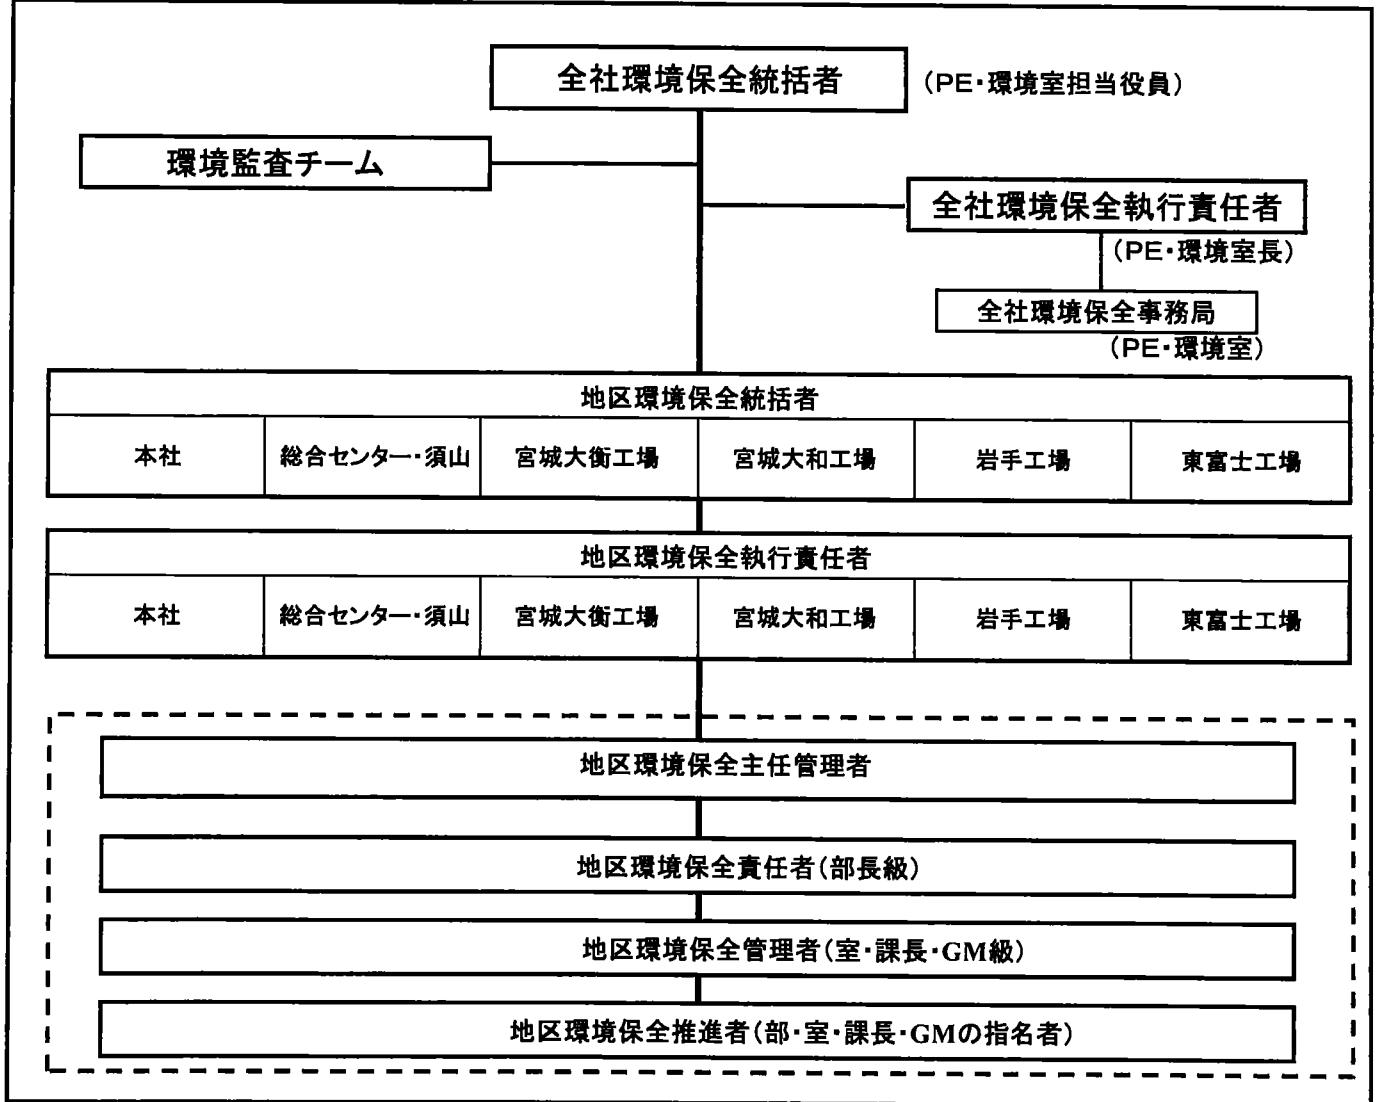 全社環境保全統括者
（PE・環境室担当役員）
環境監査チーム
全社環境保全執行責任者
（PE・環境室長）
全社環境保全事務局
（PE・環境室）
地区環境保全統括者
本社
総合センター・須山
宮城大衡工場
宮城大和工場
岩手工場
東富士工場
地区環境保全執行責任者
本社
総合センター・須山
宮城大衡工場
宮城大和工場
岩手工場
東富士工場
地区環境保全主任管理者
地区環境保全責任者(部長級)
地区環境保全管理者(室・課長・GM級)
地区環境保全推進者(部・室・課長・GMの指名者)